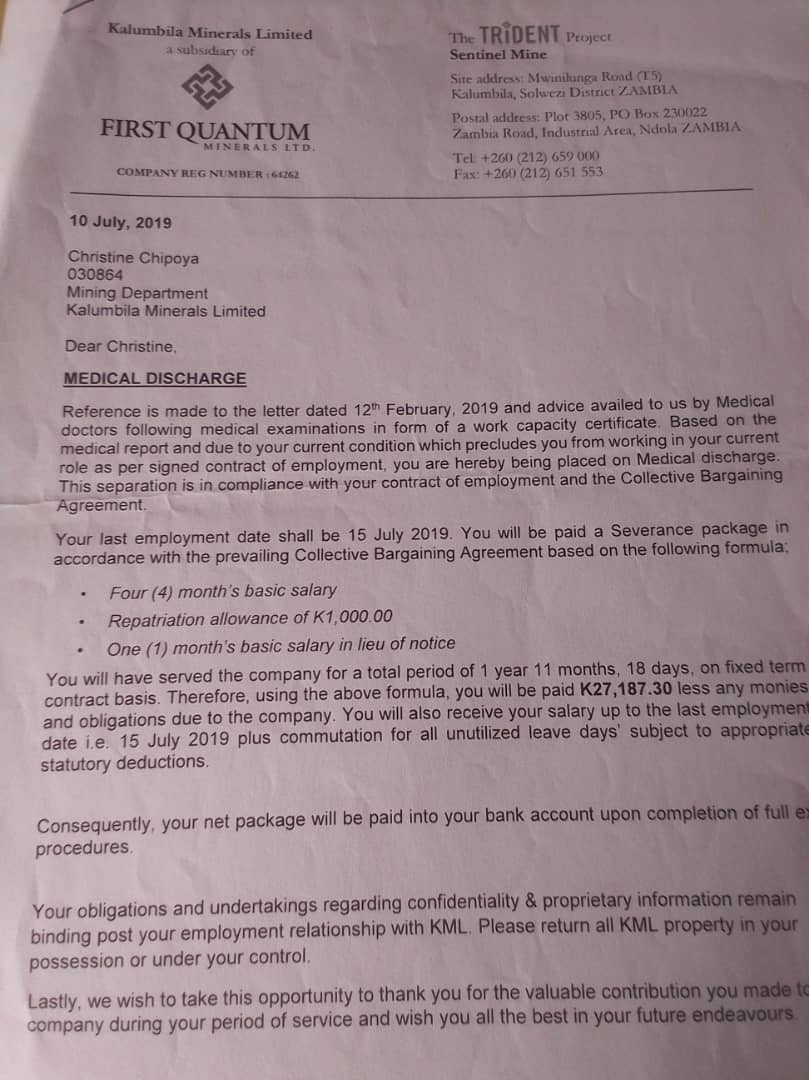 Kalumbila Minerals Limited
a subsidiary of
FIRST QUANTUM
MINERALS LTD.
COMPANY REG NUMBER : 64262
The TRIDENT Project
Sentinel Mine
Site address: Mwinilunga Road (T5)
Kalumbila, Solwezi District ZAMBIA
Postal address: Plot 3805, PO Box 230022
Zambia Road, Industrial Area, Ndola ZAMBIA
Tel: +260 (212) 659 000
Fax: +260 (212) 651 553
10 July, 2019
Christine Chipoya
030864
Mining Department
Kalumbila Minerals Limited
Dear Christine,
MEDICAL DISCHARGE
Reference is made to the letter dated 12th February, 2019 and advice availed to us by Medical
doctors following medical examinations in form of a work capacity certificate. Based on the
medical report and due to your current condition which precludes you from working in your current
role as per signed contract of employment, you are hereby being placed on Medical discharge.
This separation is in compliance with your contract of employment and the Collective Bargaining
Agreement.
Your last employment date shall be 15 July 2019. You will be paid a Severance package in
accordance with the prevailing Collective Bargaining Agreement based on the following formula;
• Four (4) month's basic salary
• Repatriation allowance of K1,000.00
• One (1) month's basic salary in lieu of notice
You will have served the company for a total period of 1 year 11 months, 18 days, on fixed term
contract basis. Therefore, using the above formula, you will be paid K27,187.30 less any monies
and obligations due to the company. You will also receive your salary up to the last employment
date i.e. 15 July 2019 plus commutation for all unutilized leave days' subject to appropriate
statutory deductions.
Consequently, your net package will be paid into your bank account upon completion of full
procedures.
Your obligations and undertakings regarding confidentiality & proprietary information remain
binding post your employment relationship with KML. Please return all KML property in your
possession or under your control.
Lastly, we wish to take this opportunity to thank you for the valuable contribution you made to
company during your period of service and wish you all the best in your future endeavours.